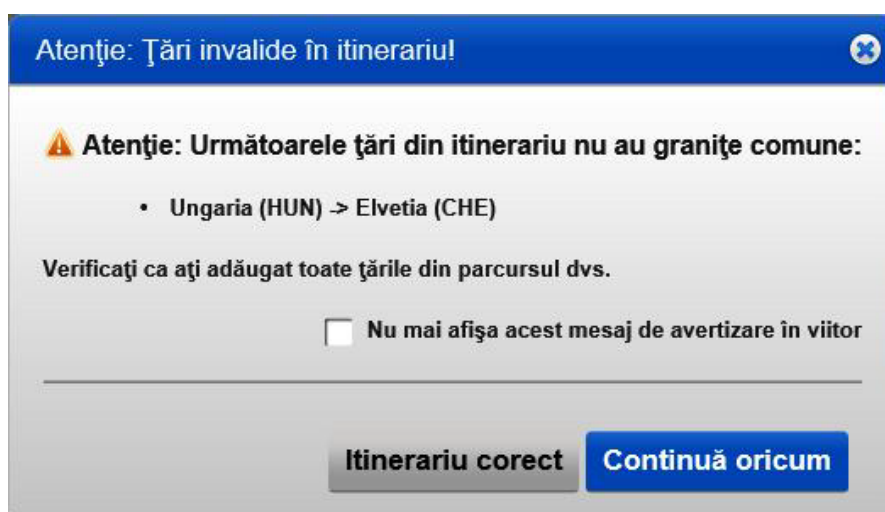 Atenţie: Ţări invalide în itinerariu!
Atenţie: Următoarele ţări din itinerariu nu au graniţe comune:
• Ungaria (HUN) -> Elvetia (CHE)
Verificaţi ca aţi adăugat toate ţările din parcursul dvs.
Nu mai afişa acest mesaj de avertizare în viitor
Itinerariu corect
Continuă oricum